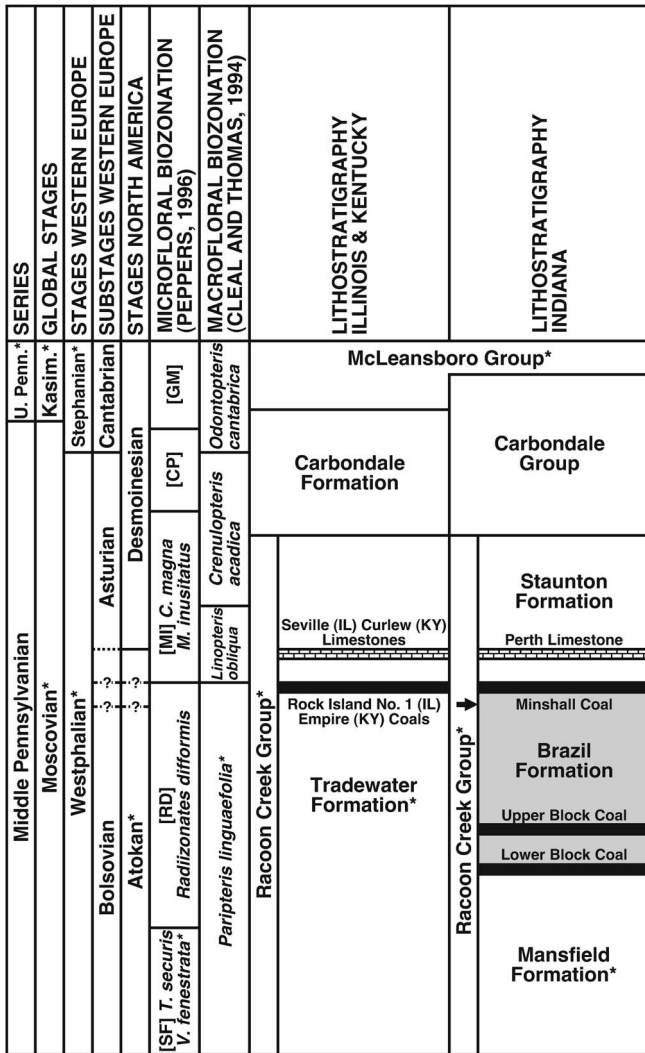 SERIES
GLOBAL STAGES
STAGES WESTERN EUROPE
SUBSTAGES WESTERN EUROPE
STAGES NORTH AMERICA
MICROFLORAL BIOZONATION
(PEPPERS, 1996)
MACROFLORAL BIOZONATION
(CLEAL AND THOMAS, 1994)
LITHOSTRATIGRAPHY
ILLINOIS & KENTUCKY
LITHOSTRATIGRAPHY
INDIANA
U. Penn.*
Middle Pennsylvanian
Kasim.*
Moscovian*
Stephanian*
Westphalian*
Cantabrian
Asturian
?
?
Bolsovian
Desmoinesian
?
?
Atokan*
[GM]
[CP]
[MI] C. magna
M. inusitatus
[RD]
Radiizonates difformis
[SF] T. securis
V. fenestrata*
Odontopteris
cantabrica
Crenulopteris
acadica
Linopteris
obliqua
Paripteris linguaefolia*
McLeansboro Group*
Carbondale
Formation
Carbondale
Group
Racoon Creek Group*
Seville (IL) Curlew (KY)
Limestones
Rock Island No. 1 (IL)
Empire (KY) Coals
Tradewater
Formation*
Racoon Creek Group*
Staunton
Formation
Perth Limestone
Minshall Coal
Brazil
Formation
Upper Block Coal
Lower Block Coal
Mansfield
Formation*